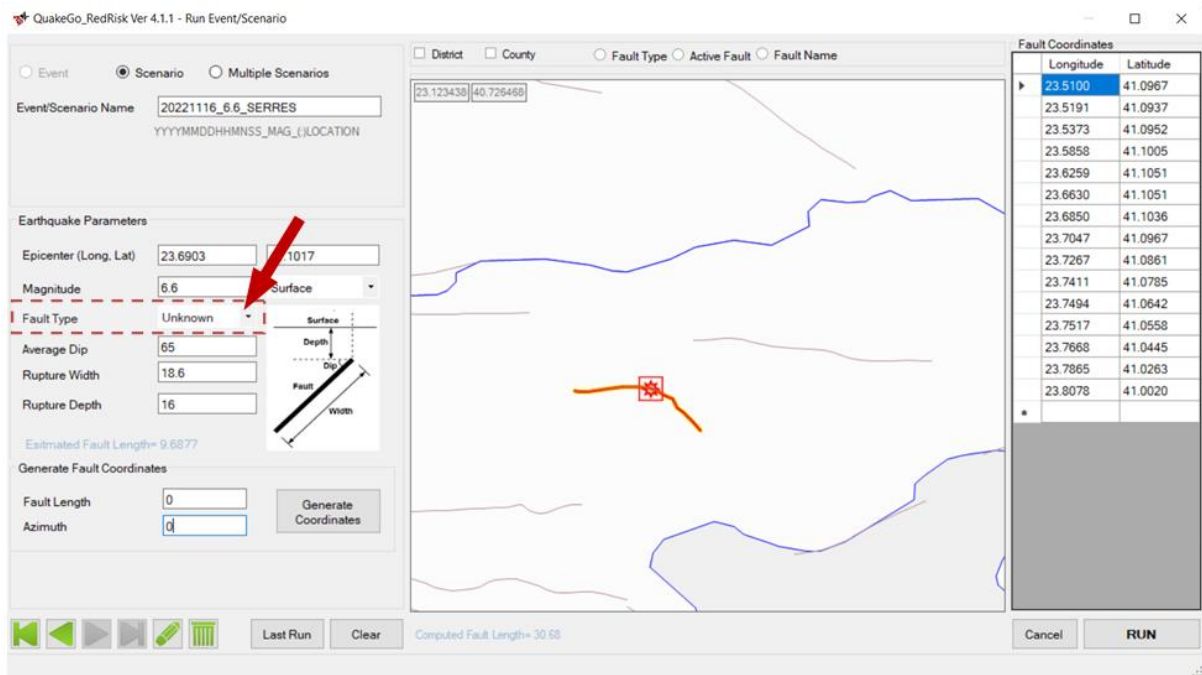 QuakeGo_RedRisk Ver 4.1.1 - Run Event/Scenario
Event
Scenario
Multiple Scenarios
Event/Scenario Name
20221116_6.6_SERRES
YYYYMMDDHHMNSS_MAG_(:)LOCATION
Earthquake Parameters
Epicenter (Long, Lat)
23.6903
.1017
Magnitude
6.6
Surface
Fault Type
Unknown
Average Dip
65
Rupture Width
18.6
Rupture Depth
16
Surface
Depth
Dip
Fault
Width
Esitmated Fault Length= 9.6877
Generate Fault Coordinates
Fault Length
0
Azimuth
0
Generate
Coordinates
Last Run
Clear
District
County
Fault Type
Active Fault
Fault Name
23.123438 40.726468
Computed Fault Length= 30.68
Fault Coordinates
Longitude Latitude
23.5100 41.0967
23.5191 41.0937
23.5373 41.0952
23.5858 41.1005
23.6259 41.1051
23.6630 41.1051
23.6850 41.1036
23.7047 41.0967
23.7267 41.0861
23.7411 41.0785
23.7494 41.0642
23.7517 41.0558
23.7668 41.0445
23.7865 41.0263
23.8078 41.0020
Cancel
RUN